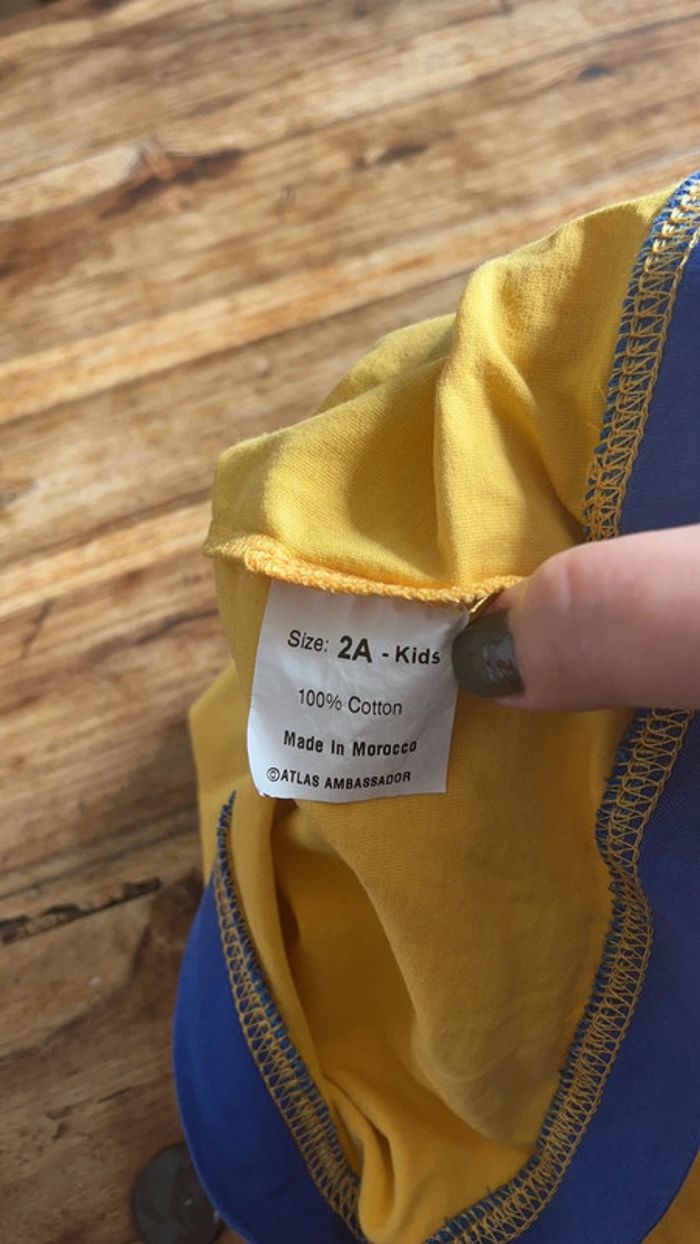 Size: 2A - Kids
100% Cotton
Made In Morocco
©ATLAS AMBASSADOR